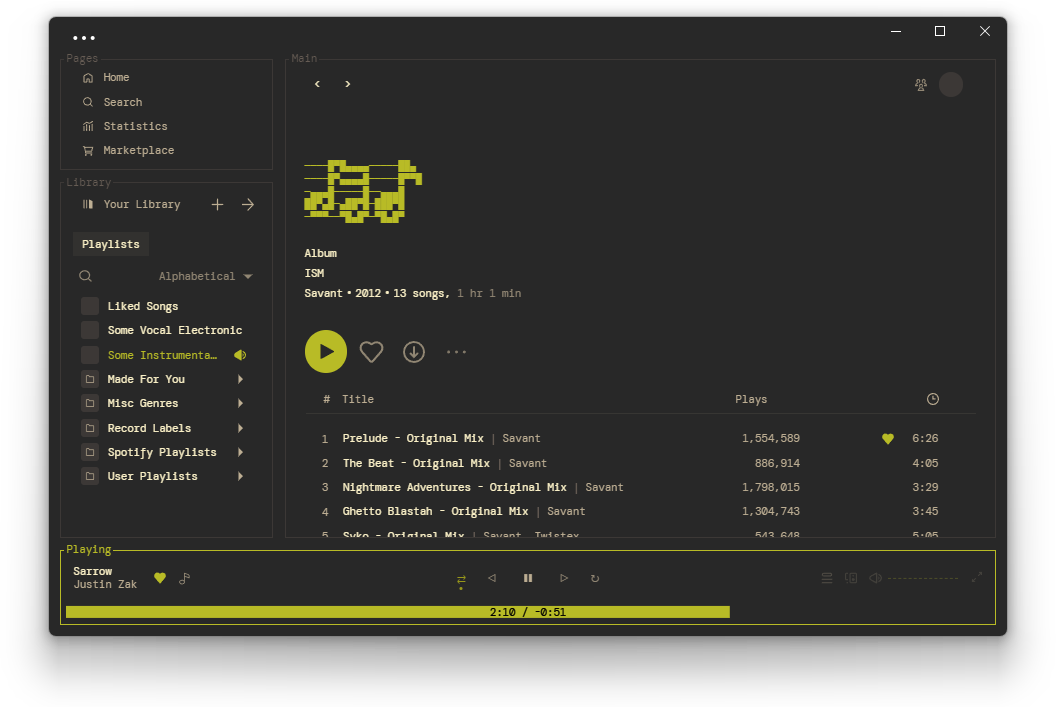 Pages
Home
Search
Statistics
Marketplace
Library
Your Library
Playlists
Alphabetical
Liked Songs
Some Vocal Electronic
Some Instrumenta…
Made For You
Misc Genres
Record Labels
Spotify Playlists
User Playlists
Main
Album
ISM
Savant • 2012 • 13 songs, 1 hr 1 min
# Title Plays
1 Prelude - Original Mix | Savant 1,554,589 6:26
2 The Beat - Original Mix | Savant 886,914 4:05
3 Nightmare Adventures - Original Mix | Savant 1,798,015 3:29
4 Ghetto Blastah - Original Mix | Savant 1,304,743 3:45
5 Syko - Original Mix | Savant, Twistex 543,648 5:05
Playing
Sarrow
Justin Zak
2:10 / -0:51